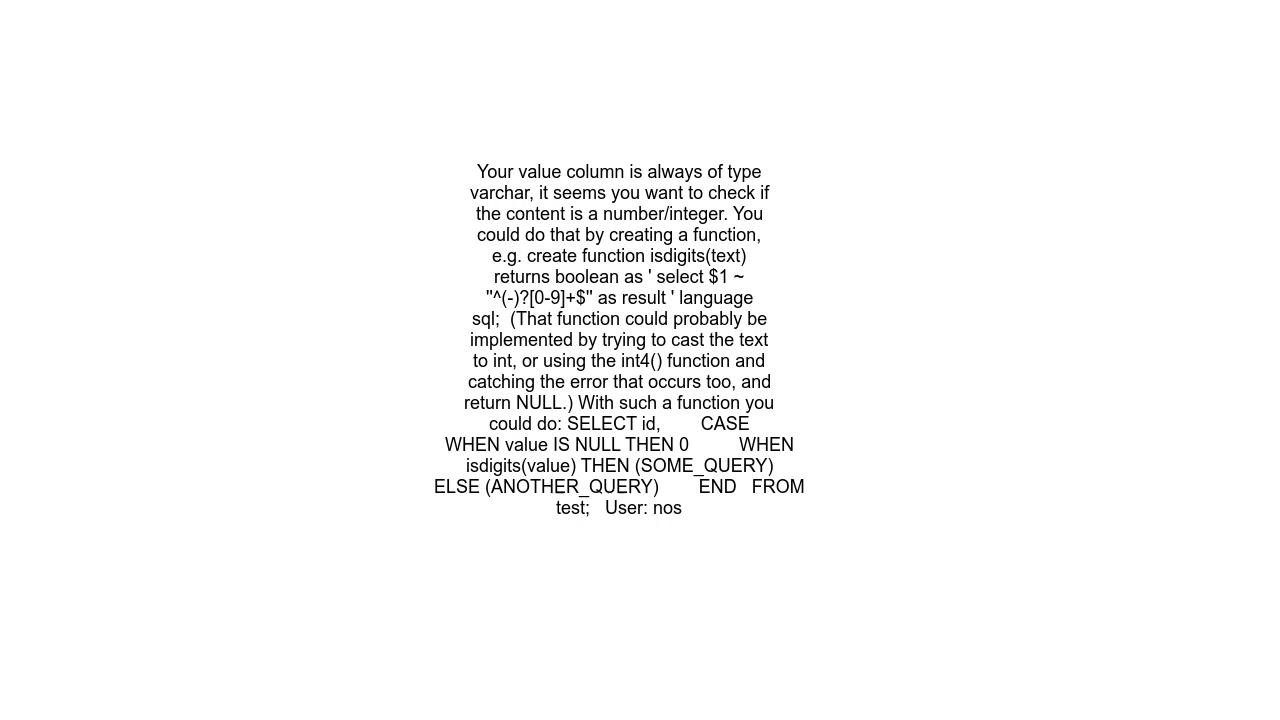 Your value column is always of type
varchar, it seems you want to check if
the content is a number/integer. You
could do that by creating a function,
e.g. create function isdigits(text)
returns boolean as ' select $1 ~
''^(-)?[0-9]+$'' as result ' language
sql;  (That function could probably be
implemented by trying to cast the text
to int, or using the int4() function and
catching the error that occurs too, and
return NULL.) With such a function you
could do: SELECT id,        CASE
WHEN value IS NULL THEN 0          WHEN
isdigits(value) THEN (SOME_QUERY)
ELSE (ANOTHER_QUERY)        END   FROM
test;   User: nos